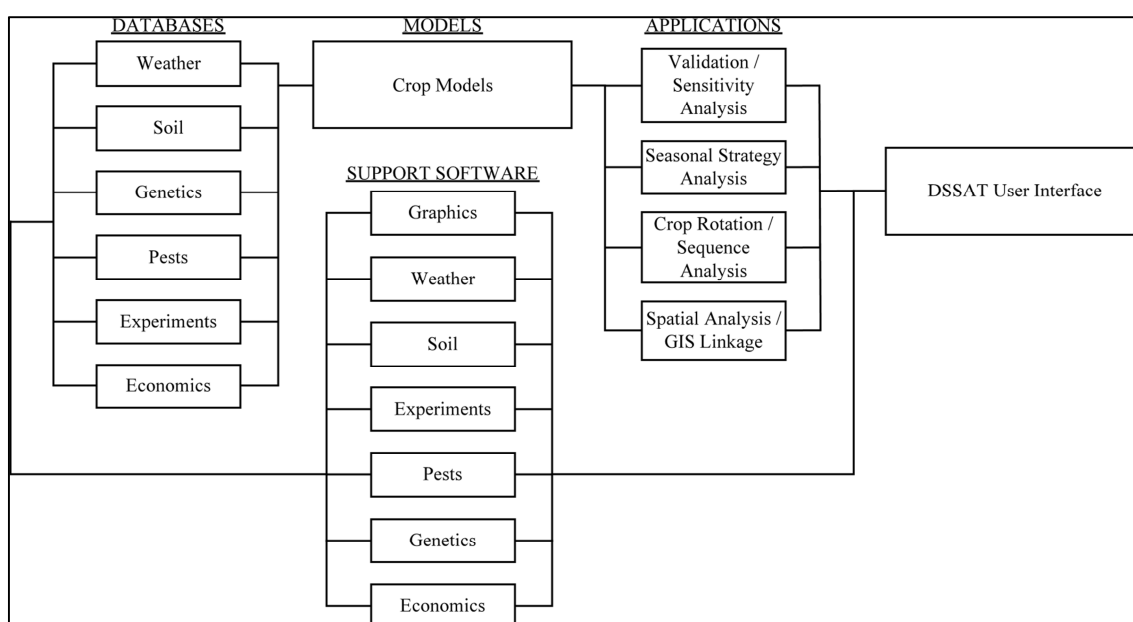 DATABASES
Weather
Soil
Genetics
Pests
Experiments
Economics
MODELS
Crop Models
SUPPORT SOFTWARE
Graphics
Weather
Soil
Experiments
Pests
Genetics
Economics
APPLICATIONS
Validation /
Sensitivity
Analysis
Seasonal Strategy
Analysis
Crop Rotation /
Sequence
Analysis
Spatial Analysis /
GIS Linkage
DSSAT User Interface